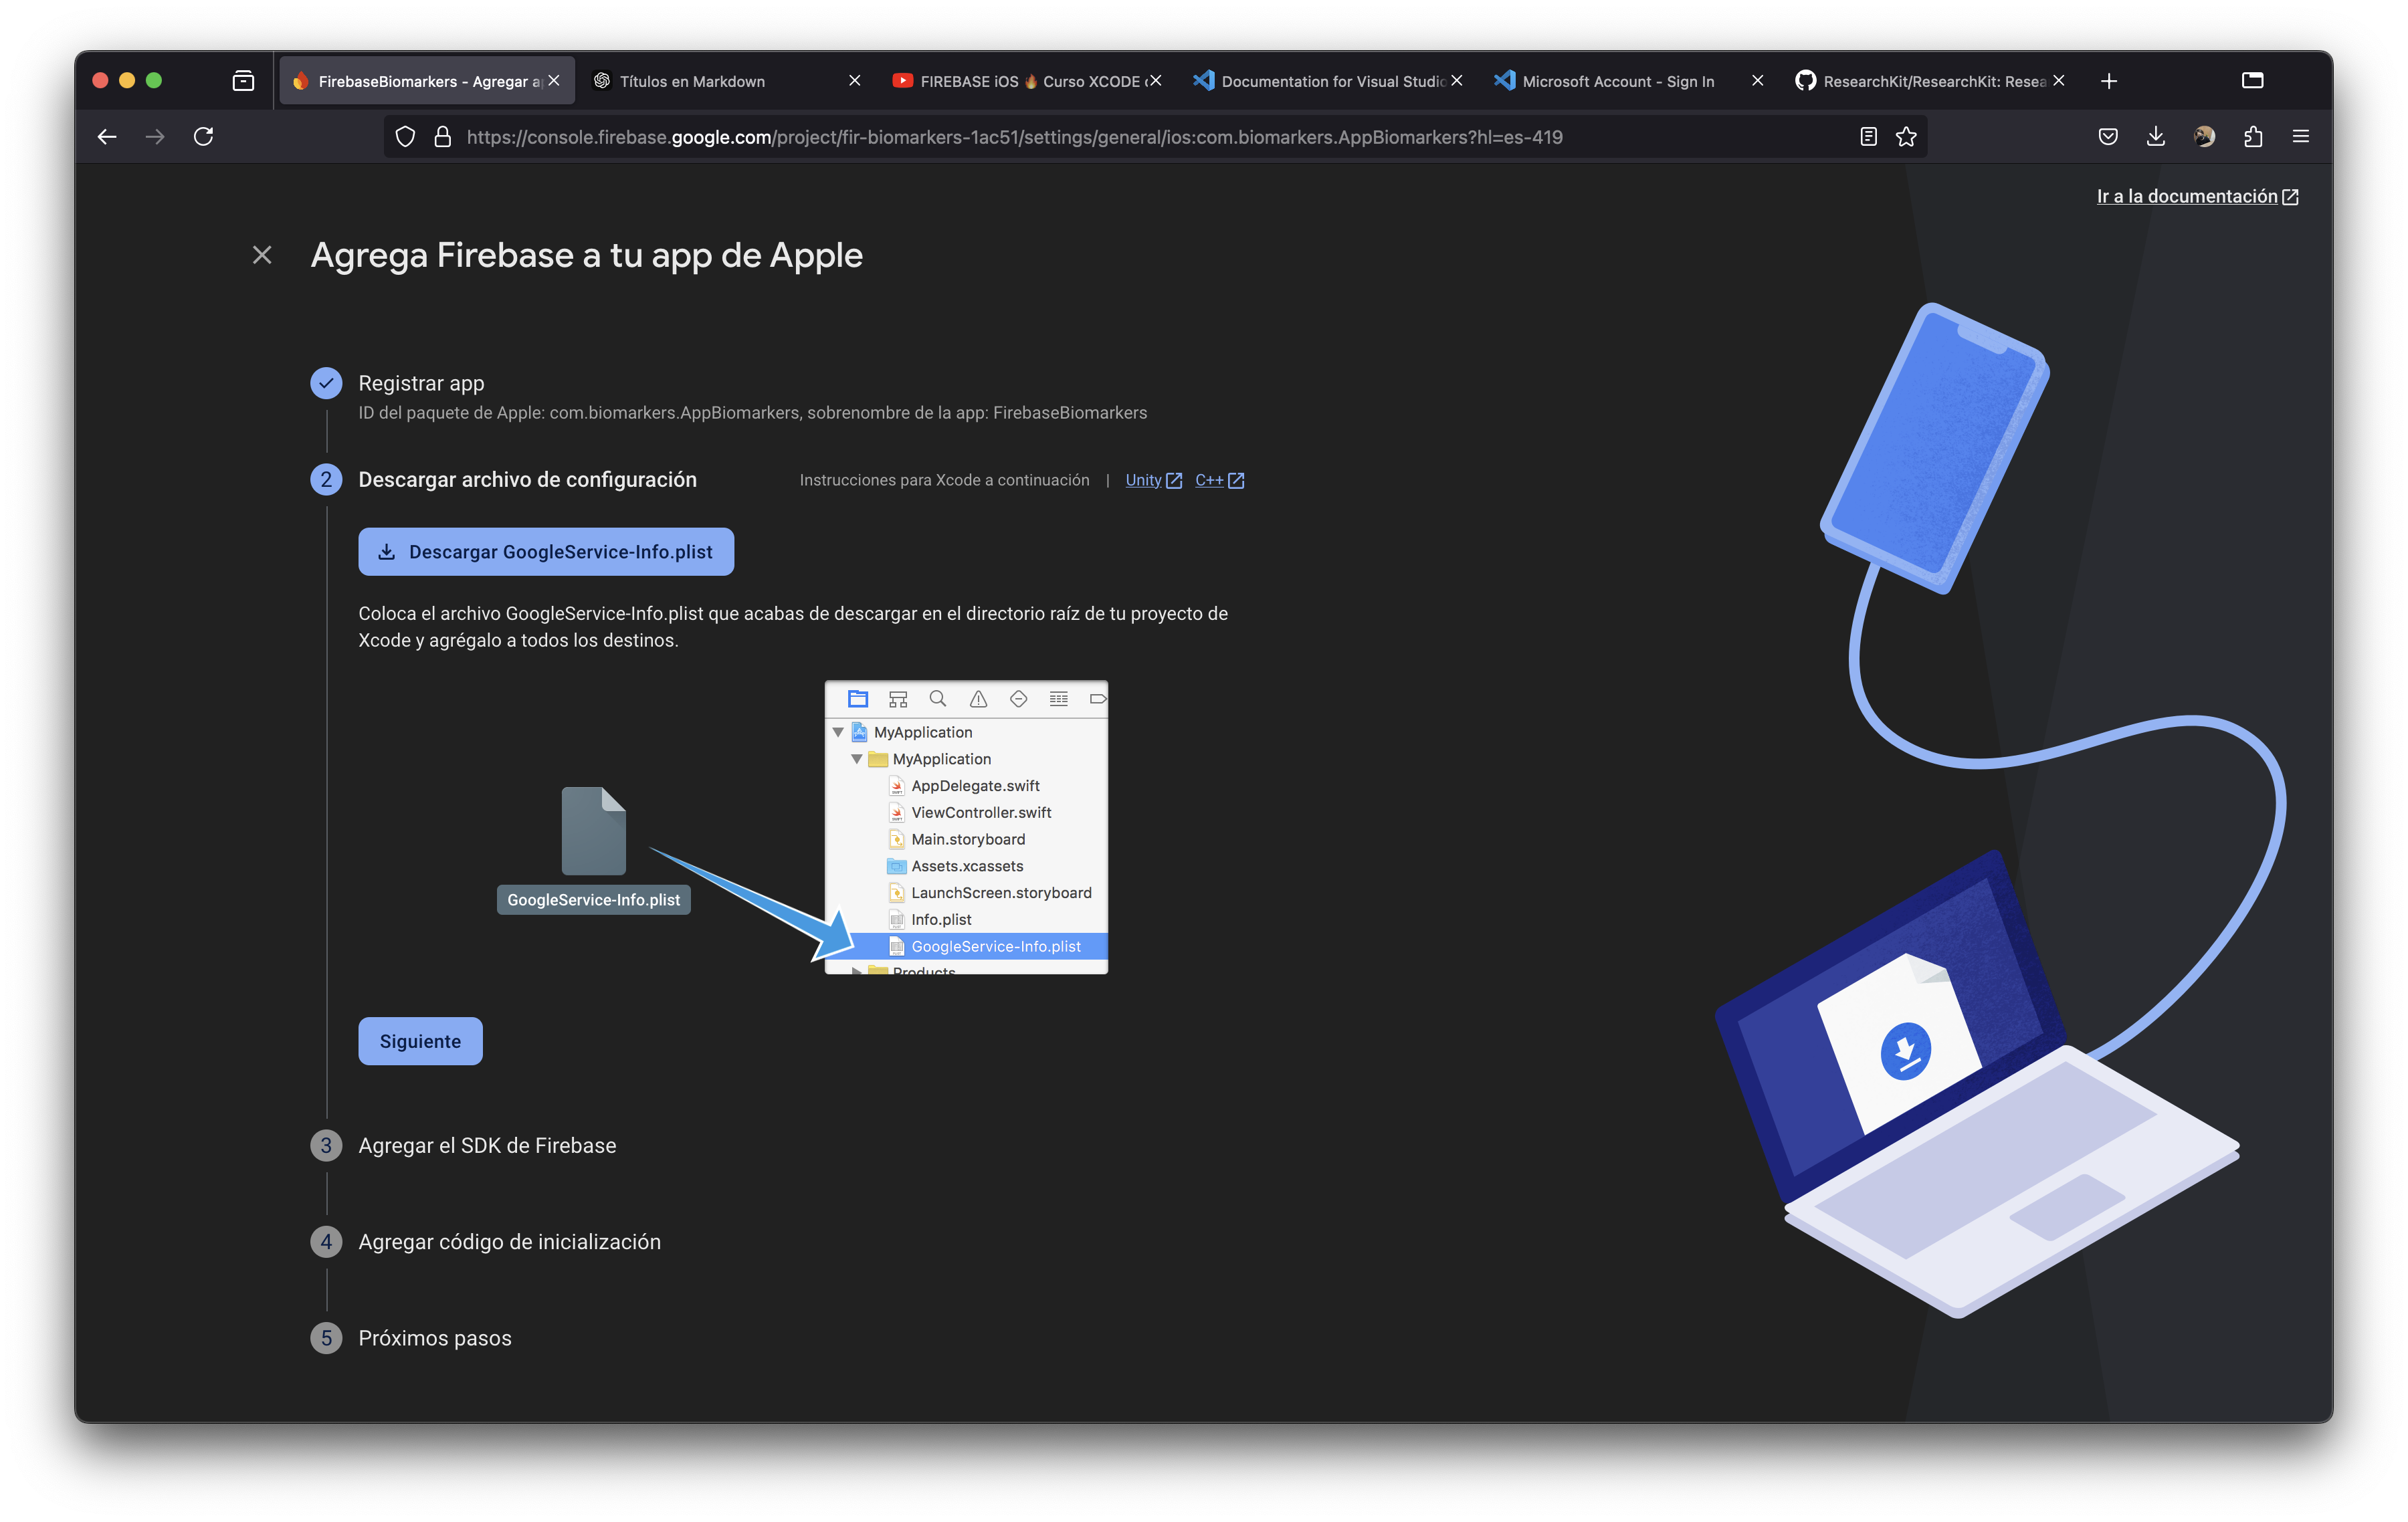 FirebaseBiomarkers - Agregar a
Títulos en Markdown
FIREBASE iOS 🔥 Curso XCODE
Documentation for Visual Studio
Microsoft Account - Sign In
ResearchKit/ResearchKit: Resea
https://console.firebase.google.com/project/fir-biomarkers-1ac51/settings/general/ios:com.biomarkers.AppBiomarkers?hl=es-419
Ir a la documentación
Agrega Firebase a tu app de Apple
Registrar app
ID del paquete de Apple: com.biomarkers.AppBiomarkers, sobrenombre de la app: FirebaseBiomarkers
2 Descargar archivo de configuración Instrucciones para Xcode a continuación | Unity C++
Descargar GoogleService-Info.plist
Coloca el archivo GoogleService-Info.plist que acabas de descargar en el directorio raíz de tu proyecto de
Xcode y agrégalo a todos los destinos.
GoogleService-Info.plist
MyApplication
MyApplication
AppDelegate.swift
ViewController.swift
Main.storyboard
Assets.xcassets
LaunchScreen.storyboard
Info.plist
GoogleService-Info.plist
Products
Siguiente
3 Agregar el SDK de Firebase
4 Agregar código de inicialización
5 Próximos pasos